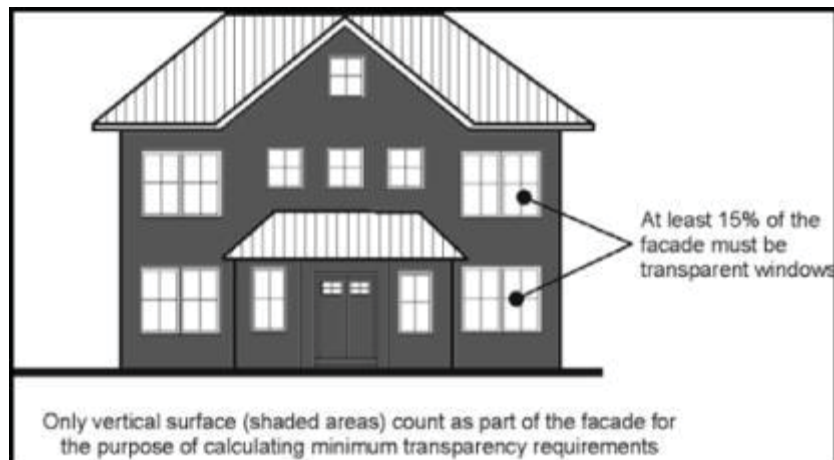 At least 15% of the
facade must be
transparent windows
Only vertical surface (shaded areas) count as part of the facade for
the purpose of calculating minimum transparency requirements